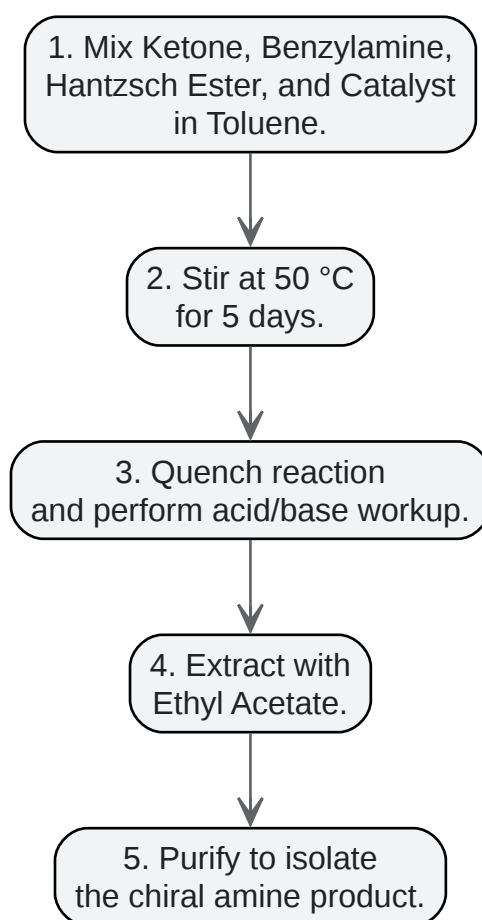 1. Mix Ketone, Benzylamine,
Hantzsch Ester, and Catalyst
in Toluene.
2. Stir at 50 °C
for 5 days.
3. Quench reaction
and perform acid/base workup.
4. Extract with
Ethyl Acetate.
5. Purify to isolate
the chiral amine product.